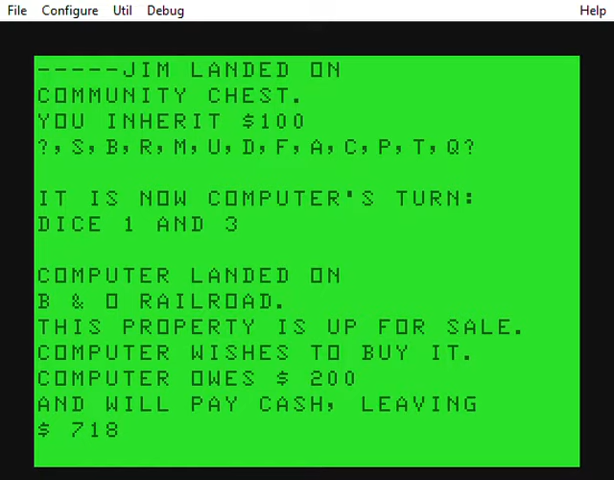 File Configure Util Debug Help
-----JIM LANDED ON
COMMUNITY CHEST.
YOU INHERIT $100
?,S,B,R,M,U,D,F,A,C,P,T,Q?
IT IS NOW COMPUTER'S TURN:
DICE 1 AND 3
COMPUTER LANDED ON
B & O RAILROAD.
THIS PROPERTY IS UP FOR SALE.
COMPUTER WISHES TO BUY IT.
COMPUTER OWES $ 200
AND WILL PAY CASH, LEAVING
$ 718